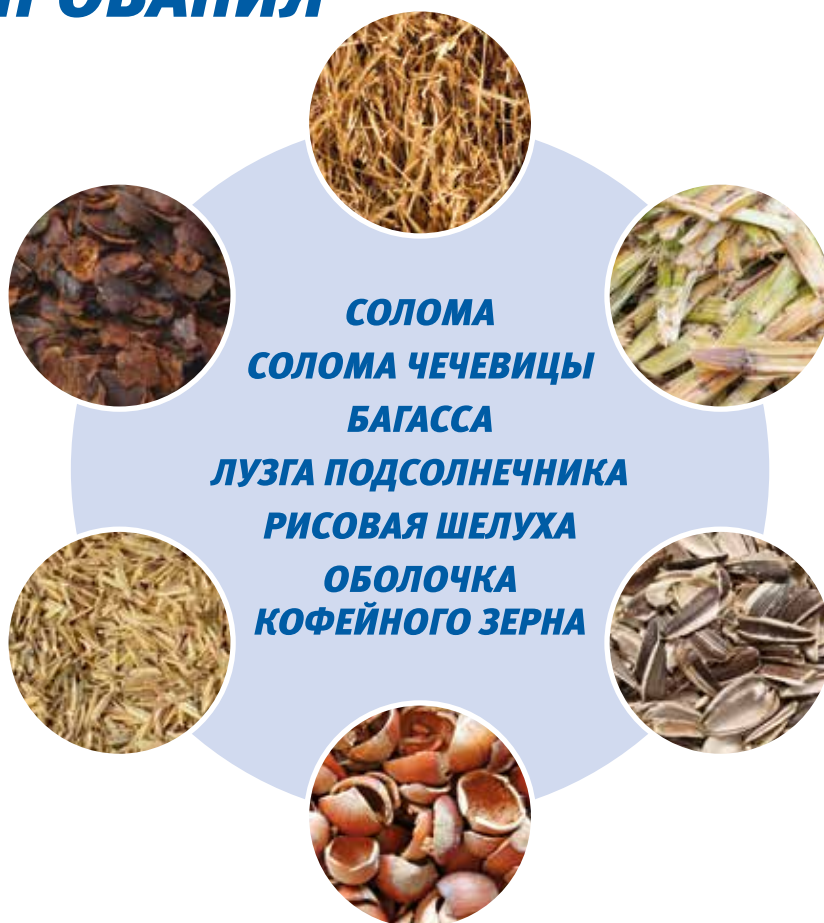 СОЛОМА
СОЛОМА ЧЕЧЕВИЦЫ
БАГАССА
ЛУЗГА ПОДСОЛНЕЧНИКА
РИСОВАЯ ШЕЛУХА
ОБОЛОЧКА
КОФЕЙНОГО ЗЕРНА